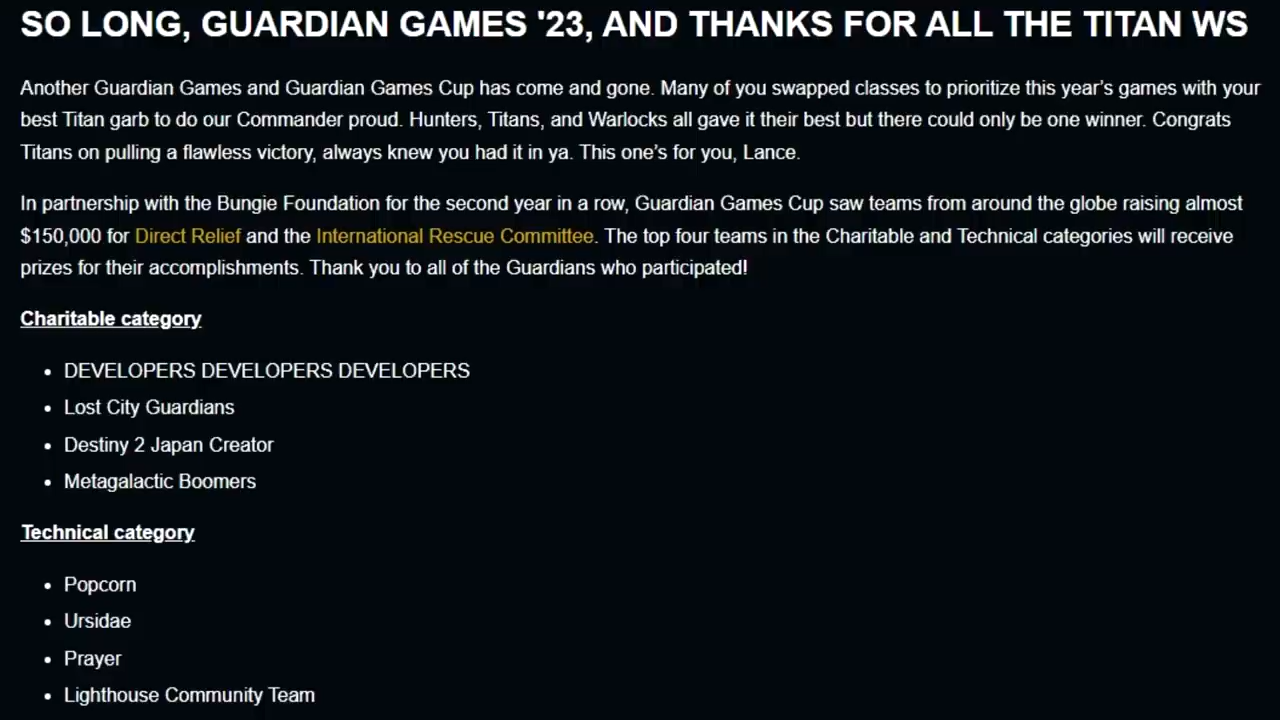 SO LONG, GUARDIAN GAMES '23, AND THANKS FOR ALL THE TITAN WS
Another Guardian Games and Guardian Games Cup has come and gone. Many of you swapped classes to prioritize this year’s games with your
best Titan garb to do our Commander proud. Hunters, Titans, and Warlocks all gave it their best but there could only be one winner. Congrats
Titans on pulling a flawless victory, always knew you had it in ya. This one’s for you, Lance.
In partnership with the Bungie Foundation for the second year in a row, Guardian Games Cup saw teams from around the globe raising almost
$150,000 for Direct Relief and the International Rescue Committee. The top four teams in the Charitable and Technical categories will receive
prizes for their accomplishments. Thank you to all of the Guardians who participated!
Charitable category
• DEVELOPERS DEVELOPERS DEVELOPERS
• Lost City Guardians
• Destiny 2 Japan Creator
• Metagalactic Boomers
Technical category
• Popcorn
• Ursidae
• Prayer
• Lighthouse Community Team